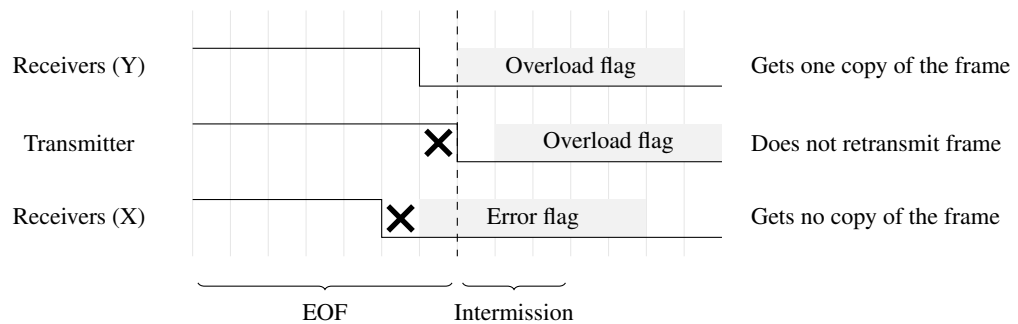 Receivers (Y) Overload flag Gets one copy of the frame
Transmitter Overload flag Does not retransmit frame
Receivers (X) Error flag Gets no copy of the frame
EOF Intermission